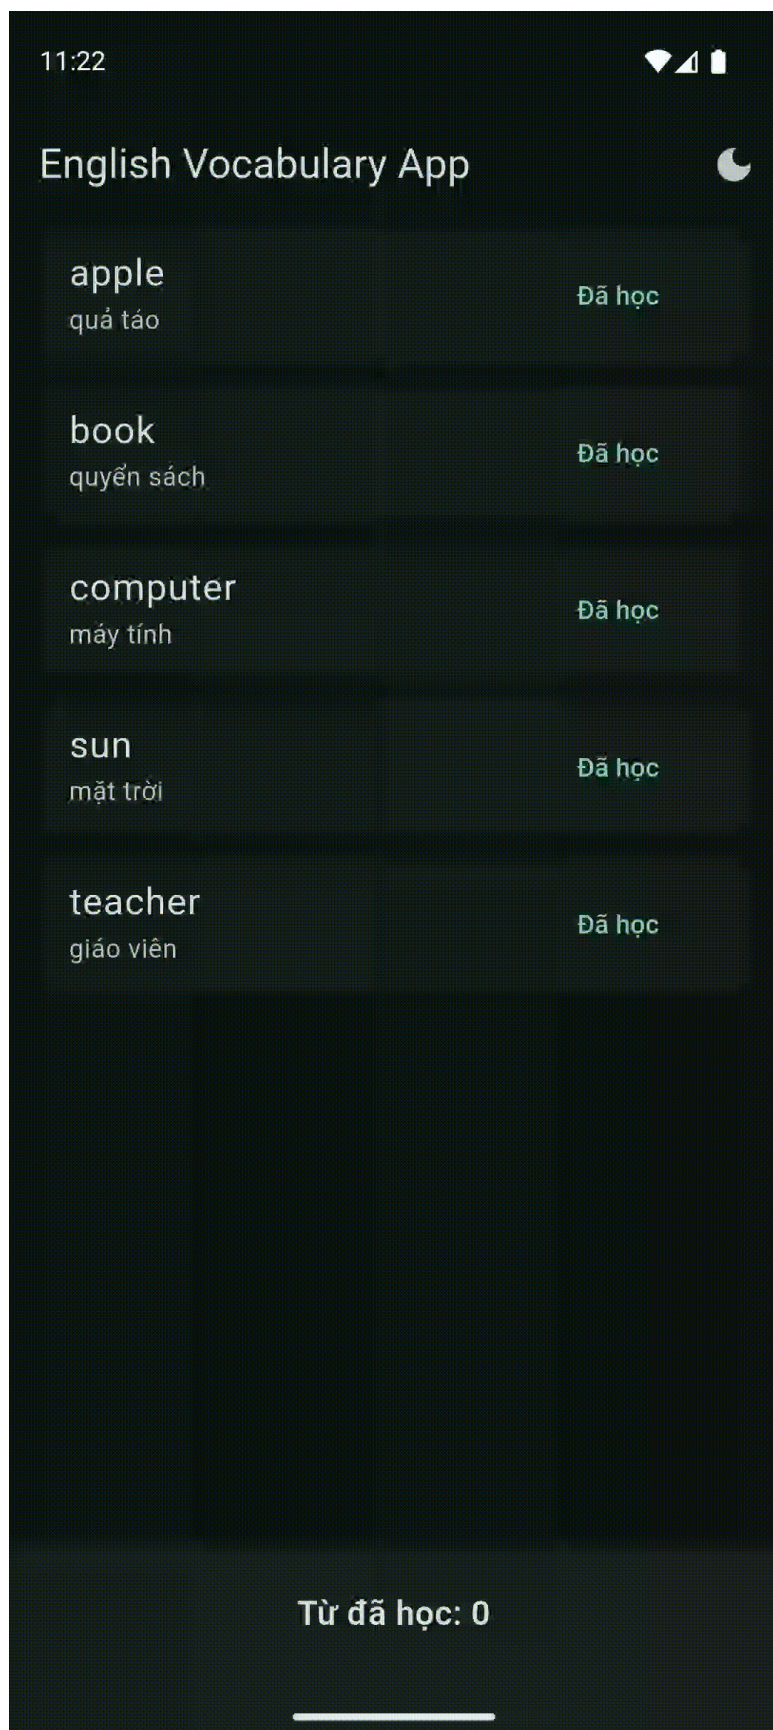 11:22
English Vocabulary App
apple
quả táo
Đã học
book
quyển sách
Đã học
computer
máy tính
Đã học
sun
mặt trời
Đã học
teacher
giáo viên
Đã học
Từ đã học: 0